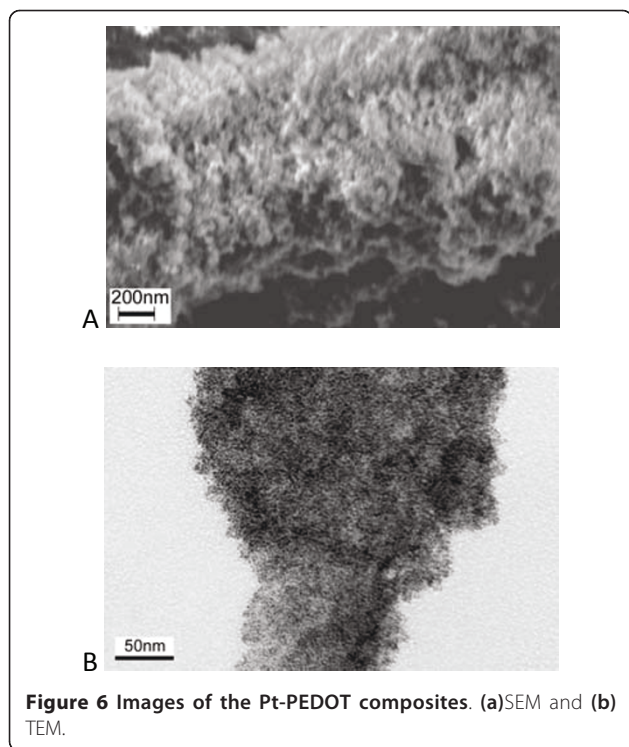 200nm
A
50nm
B
Figure 6 Images of the Pt-PEDOT composites. (a)SEM and (b)
TEM.